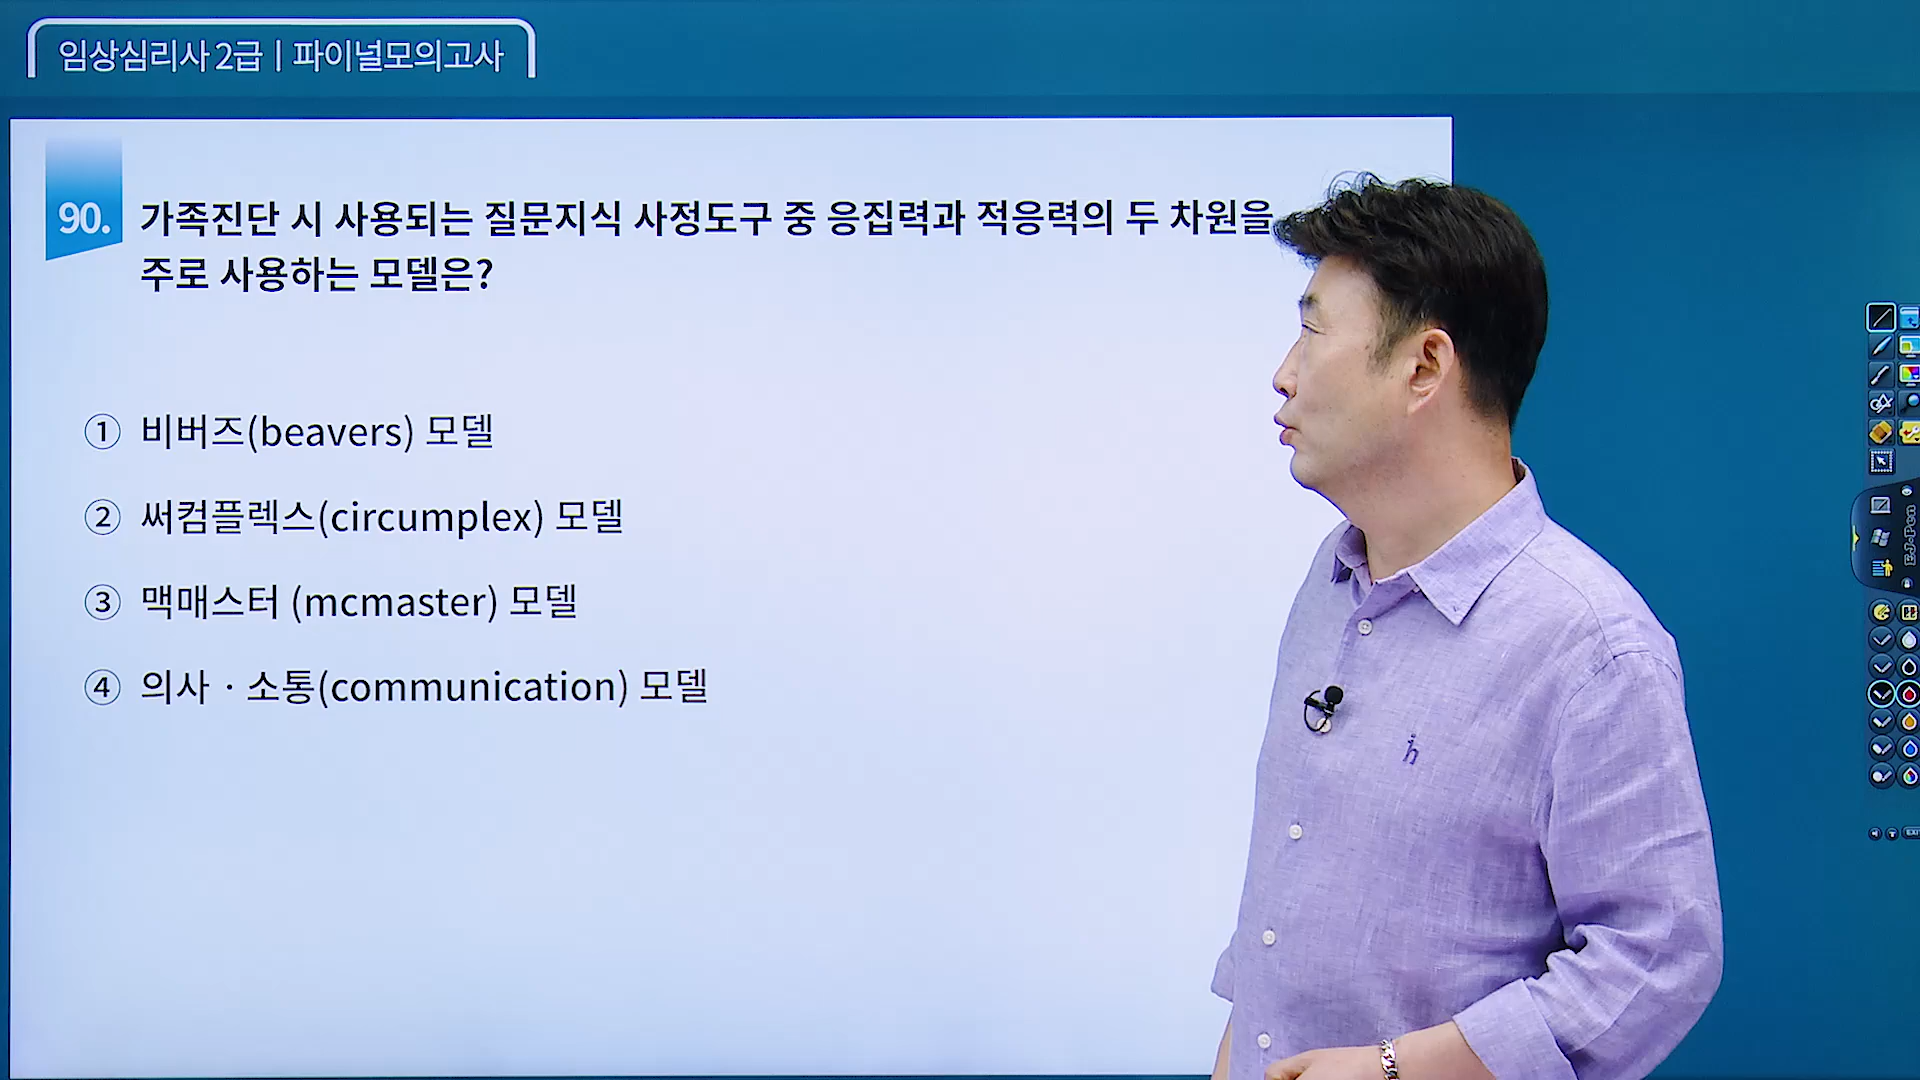 임상심리사 2급 | 파이널모의고사
90. 가족진단 시 사용되는 질문지식 사정도구 중 응집력과 적응력의 두 차원을
주로 사용하는 모델은?
① 비버즈(beavers) 모델
② 써컴플렉스(circumplex) 모델
③ 맥매스터 (mcmaster) 모델
④ 의사 · 소통(communication) 모델
h
EJ-Pen